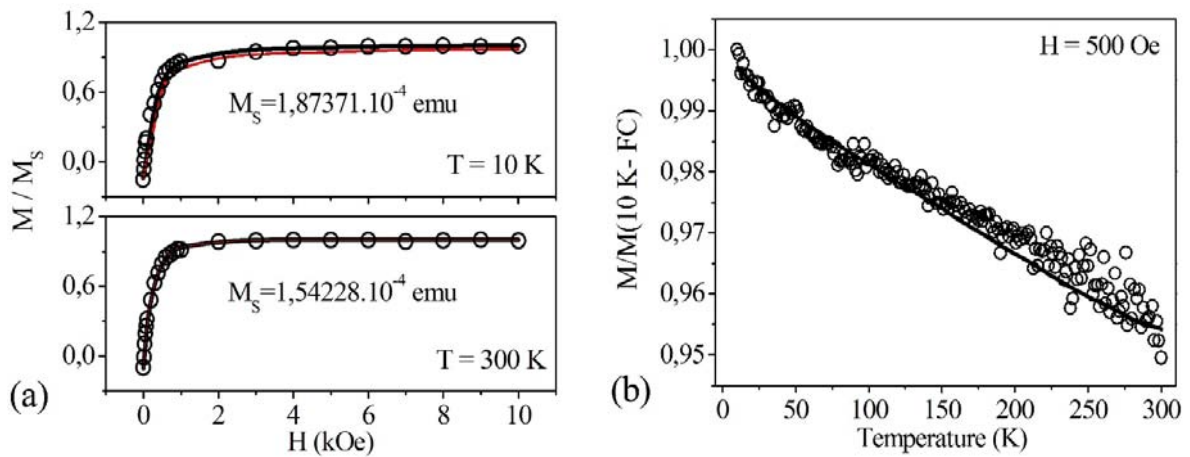 1,2
0,6
0,0
M_S=1,87371.10^-4 emu
T = 10 K
M / M_S
1,2
0,6
0,0
M_S=1,54228.10^-4 emu
T = 300 K
0 2 4 6 8 10
H (kOe)
(a)
1,00
0,99
0,98
0,97
0,96
0,95
H = 500 Oe
M/M(10 K- FC)
0 50 100 150 200 250 300
Temperature (K)
(b)